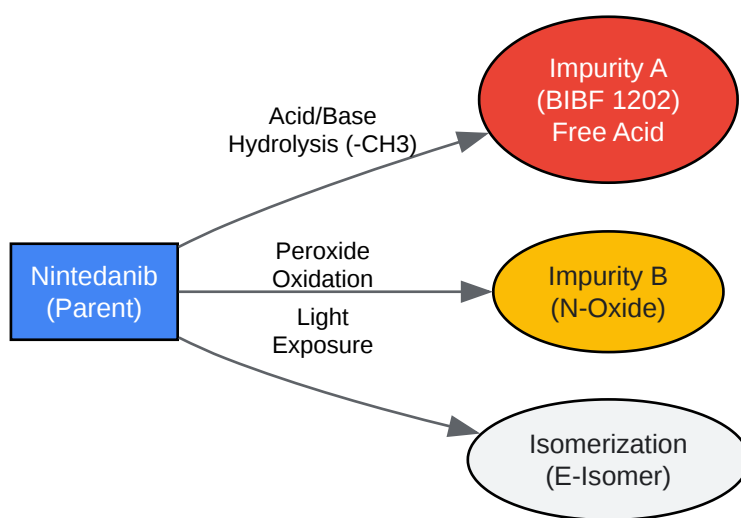 Impurity A
(BIBF 1202)
Free Acid
Acid/Base
Hydrolysis (-CH3)
Nintedanib
(Parent)
Peroxide
Oxidation
Impurity B
(N-Oxide)
Light
Exposure
Isomerization
(E-Isomer)